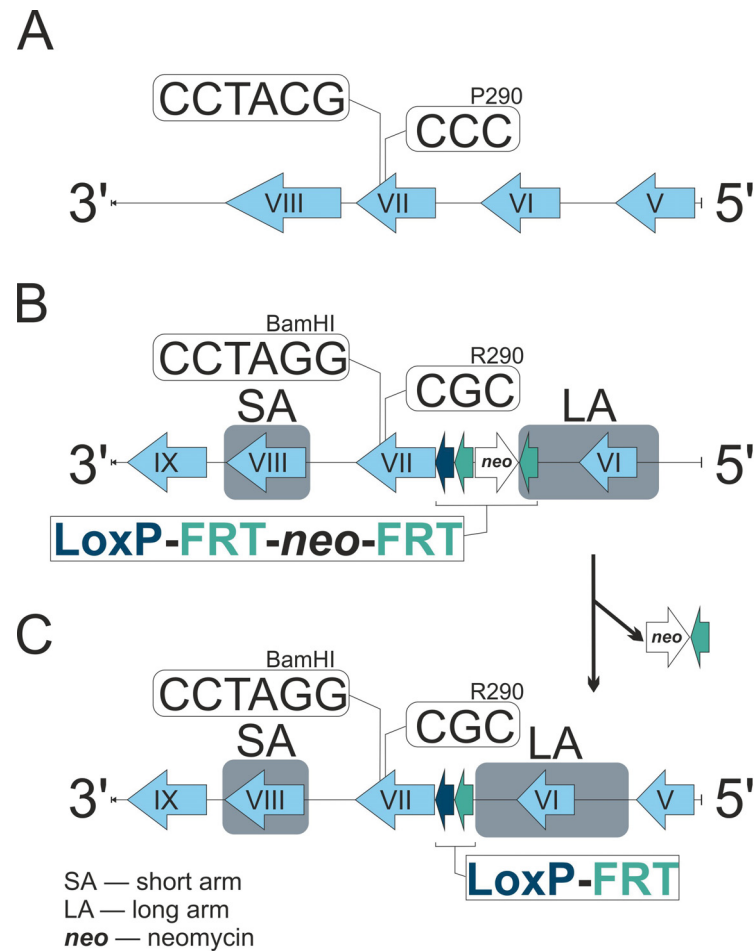 A
CCTACG
P290
CCC
3' VIII VII VI V 5'
B
BamHI
CCTAGG
R290
CGC
SA LA
3' IX VIII VII neo VI 5'
LoxP-FRT-neo-FRT
neo
C
BamHI
CCTAGG
R290
CGC
SA LA
3' IX VIII VII VI V 5'
LoxP-FRT
SA — short arm
LA — long arm
neo — neomycin